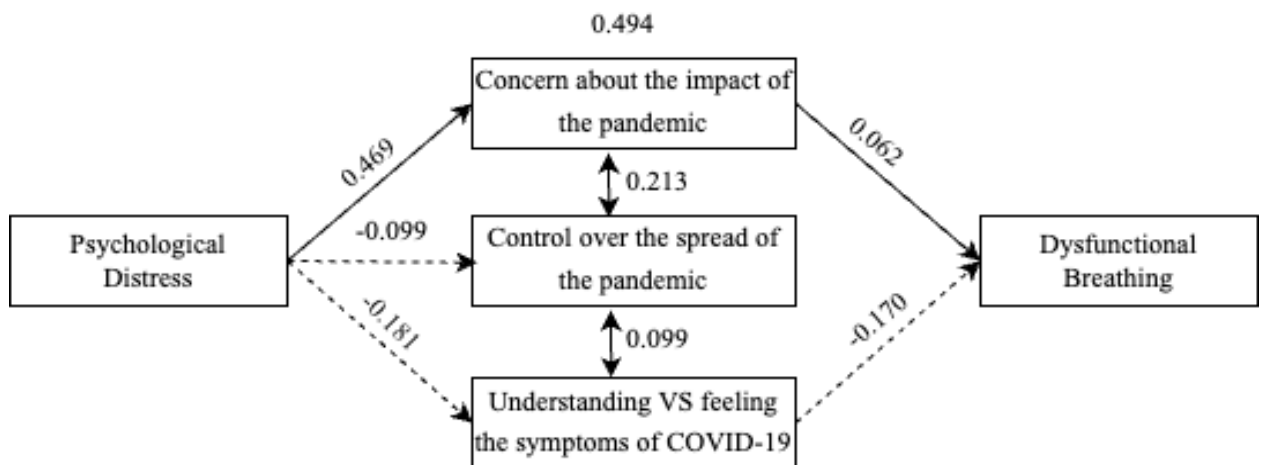 0.494
Concern about the impact of
the pandemic
0.469
0.062
0.213
Psychological
Distress
-0.099
Control over the spread of
the pandemic
Dysfunctional
Breathing
-0.181
0.099
-0.170
Understanding VS feeling
the symptoms of COVID-19